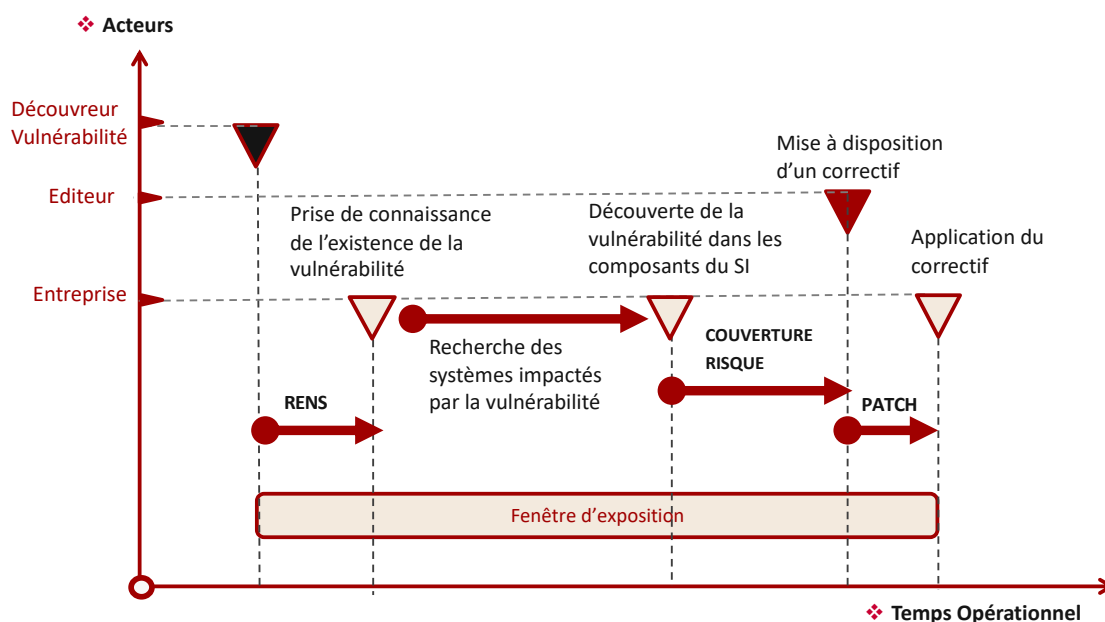 ❖ Acteurs
Découvreur
Vulnérabilité
Mise à disposition
d’un correctif
Editeur
Prise de connaissance
de l’existence de la
vulnérabilité
Découverte de la
vulnérabilité dans les
composants du SI
Application du
correctif
Entreprise
Recherche des
systèmes impactés
par la vulnérabilité
COUVERTURE
RISQUE
RENS
PATCH
Fenêtre d’exposition
❖ Temps Opérationnel